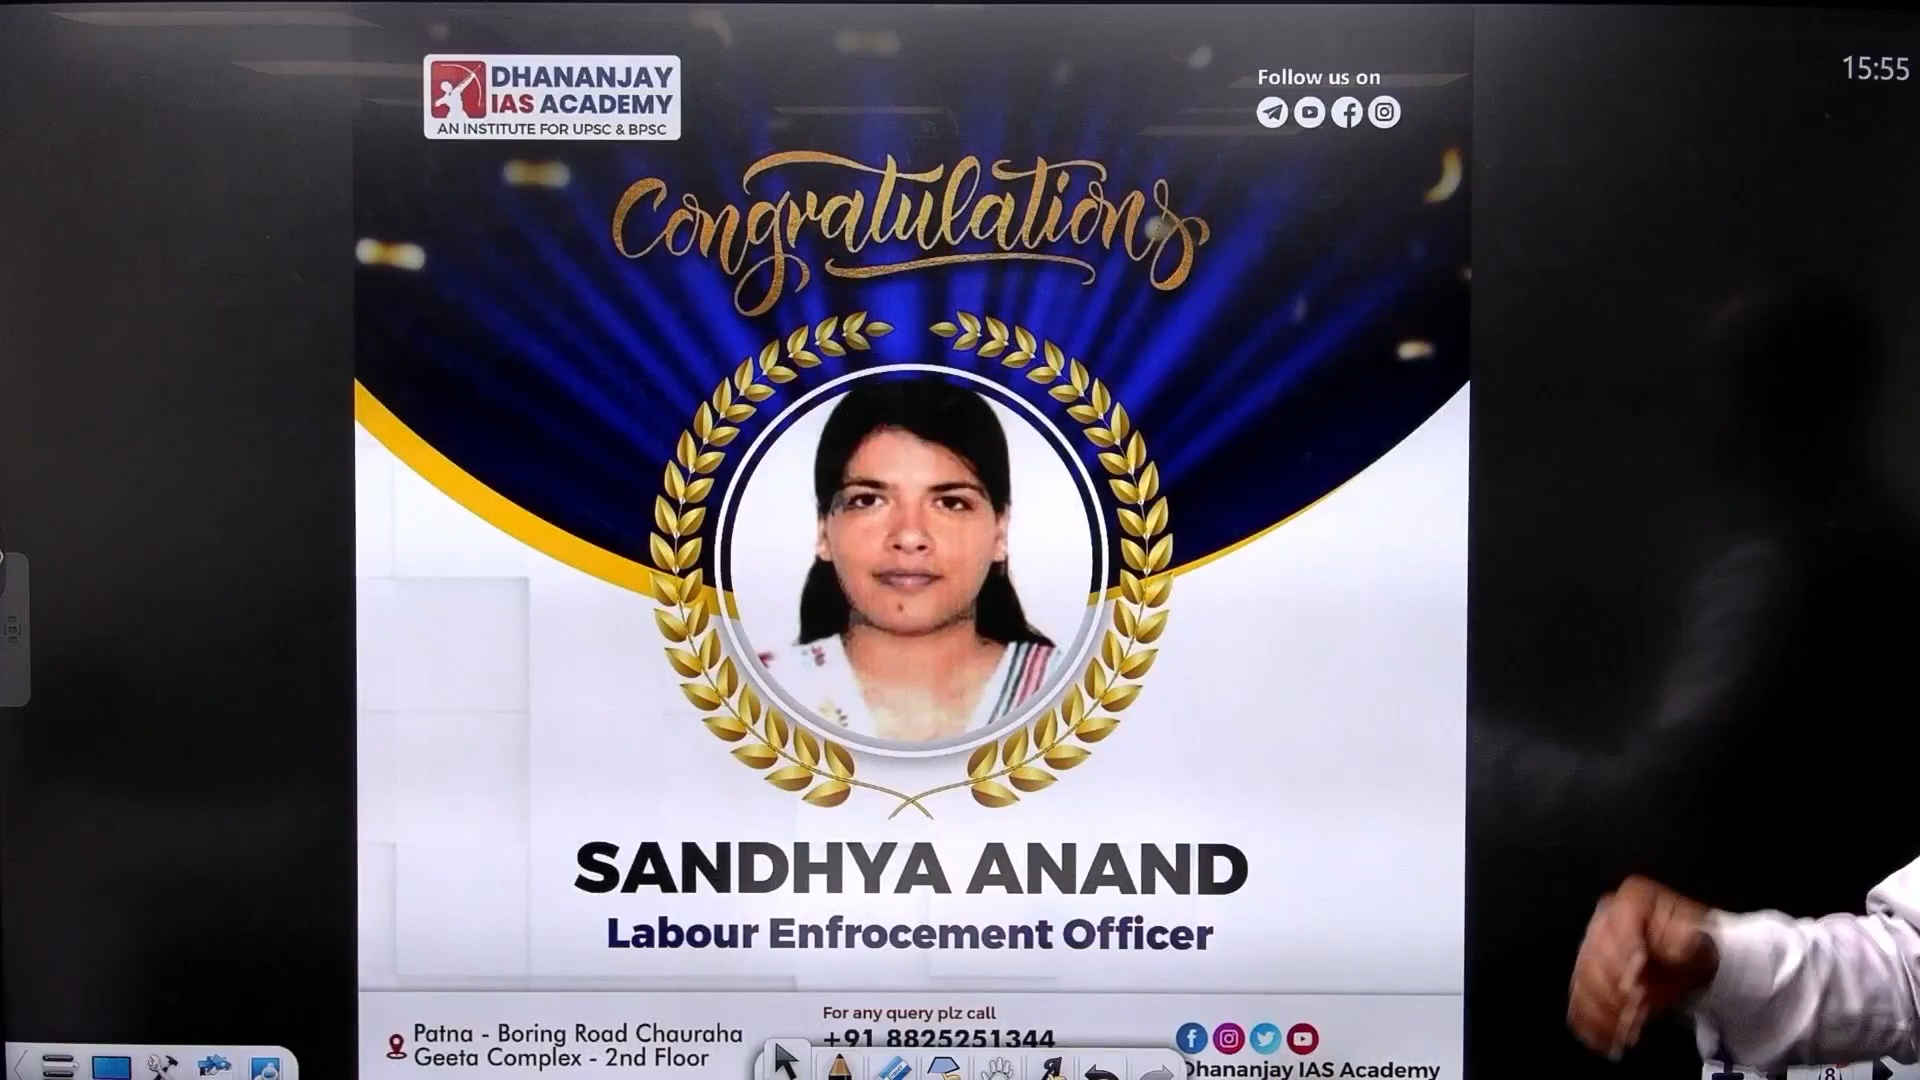 DHANANJAY
IAS ACADEMY
AN INSTITUTE FOR UPSC & BPSC
Follow us on
15:55
Congratulations
SANDHYA ANAND
Labour Enfrocement Officer
Patna - Boring Road Chauraha
Geeta Complex - 2nd Floor
For any query plz call
+91 8825251344
Dhananjay IAS Academy
8